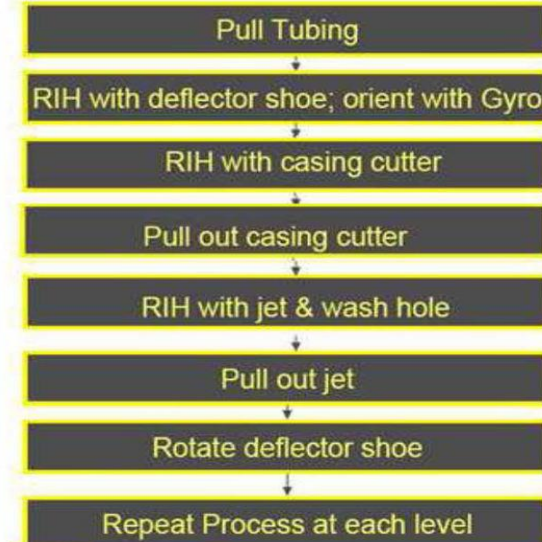 Pull Tubing
RIH with deflector shoe; orient with Gyro
RIH with casing cutter
Pull out casing cutter
RIH with jet & wash hole
Pull out jet
Rotate deflector shoe
Repeat Process at each level